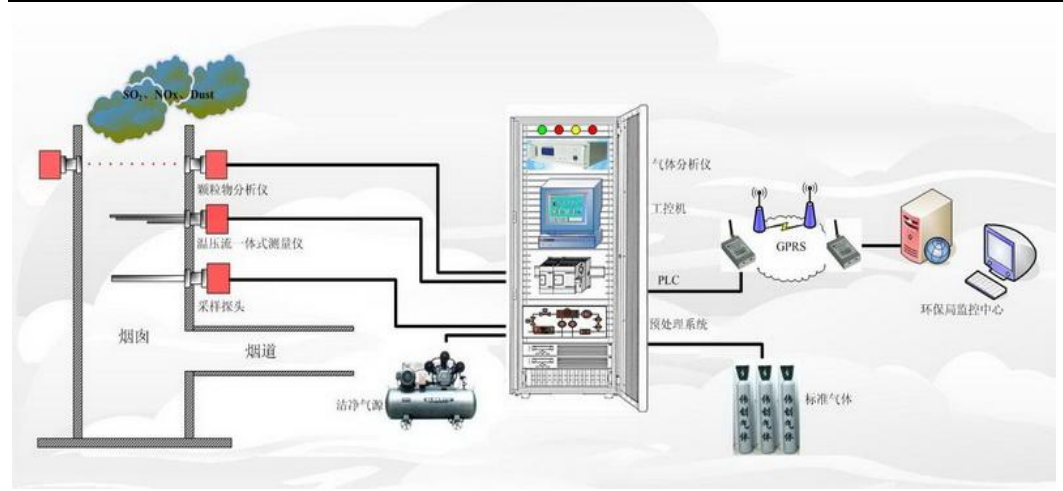 SO₂、NOx、Dust
颗粒物分析仪
温压流一体式测量仪
采样探头
烟囱
烟道
洁净气源
气体分析仪
工控机
PLC
预处理系统
GPRS
环保局监控中心
标准气体
伟创气体
伟创气体
伟创气体